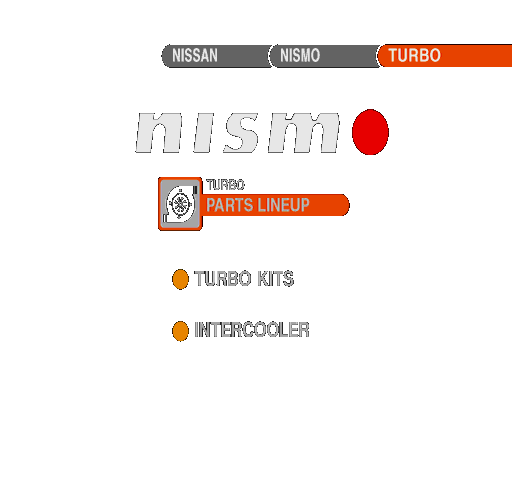 NISSAN NISMO TURBO
nismo
TURBO
PARTS LINEUP
TURBO KITS
INTERCOOLER